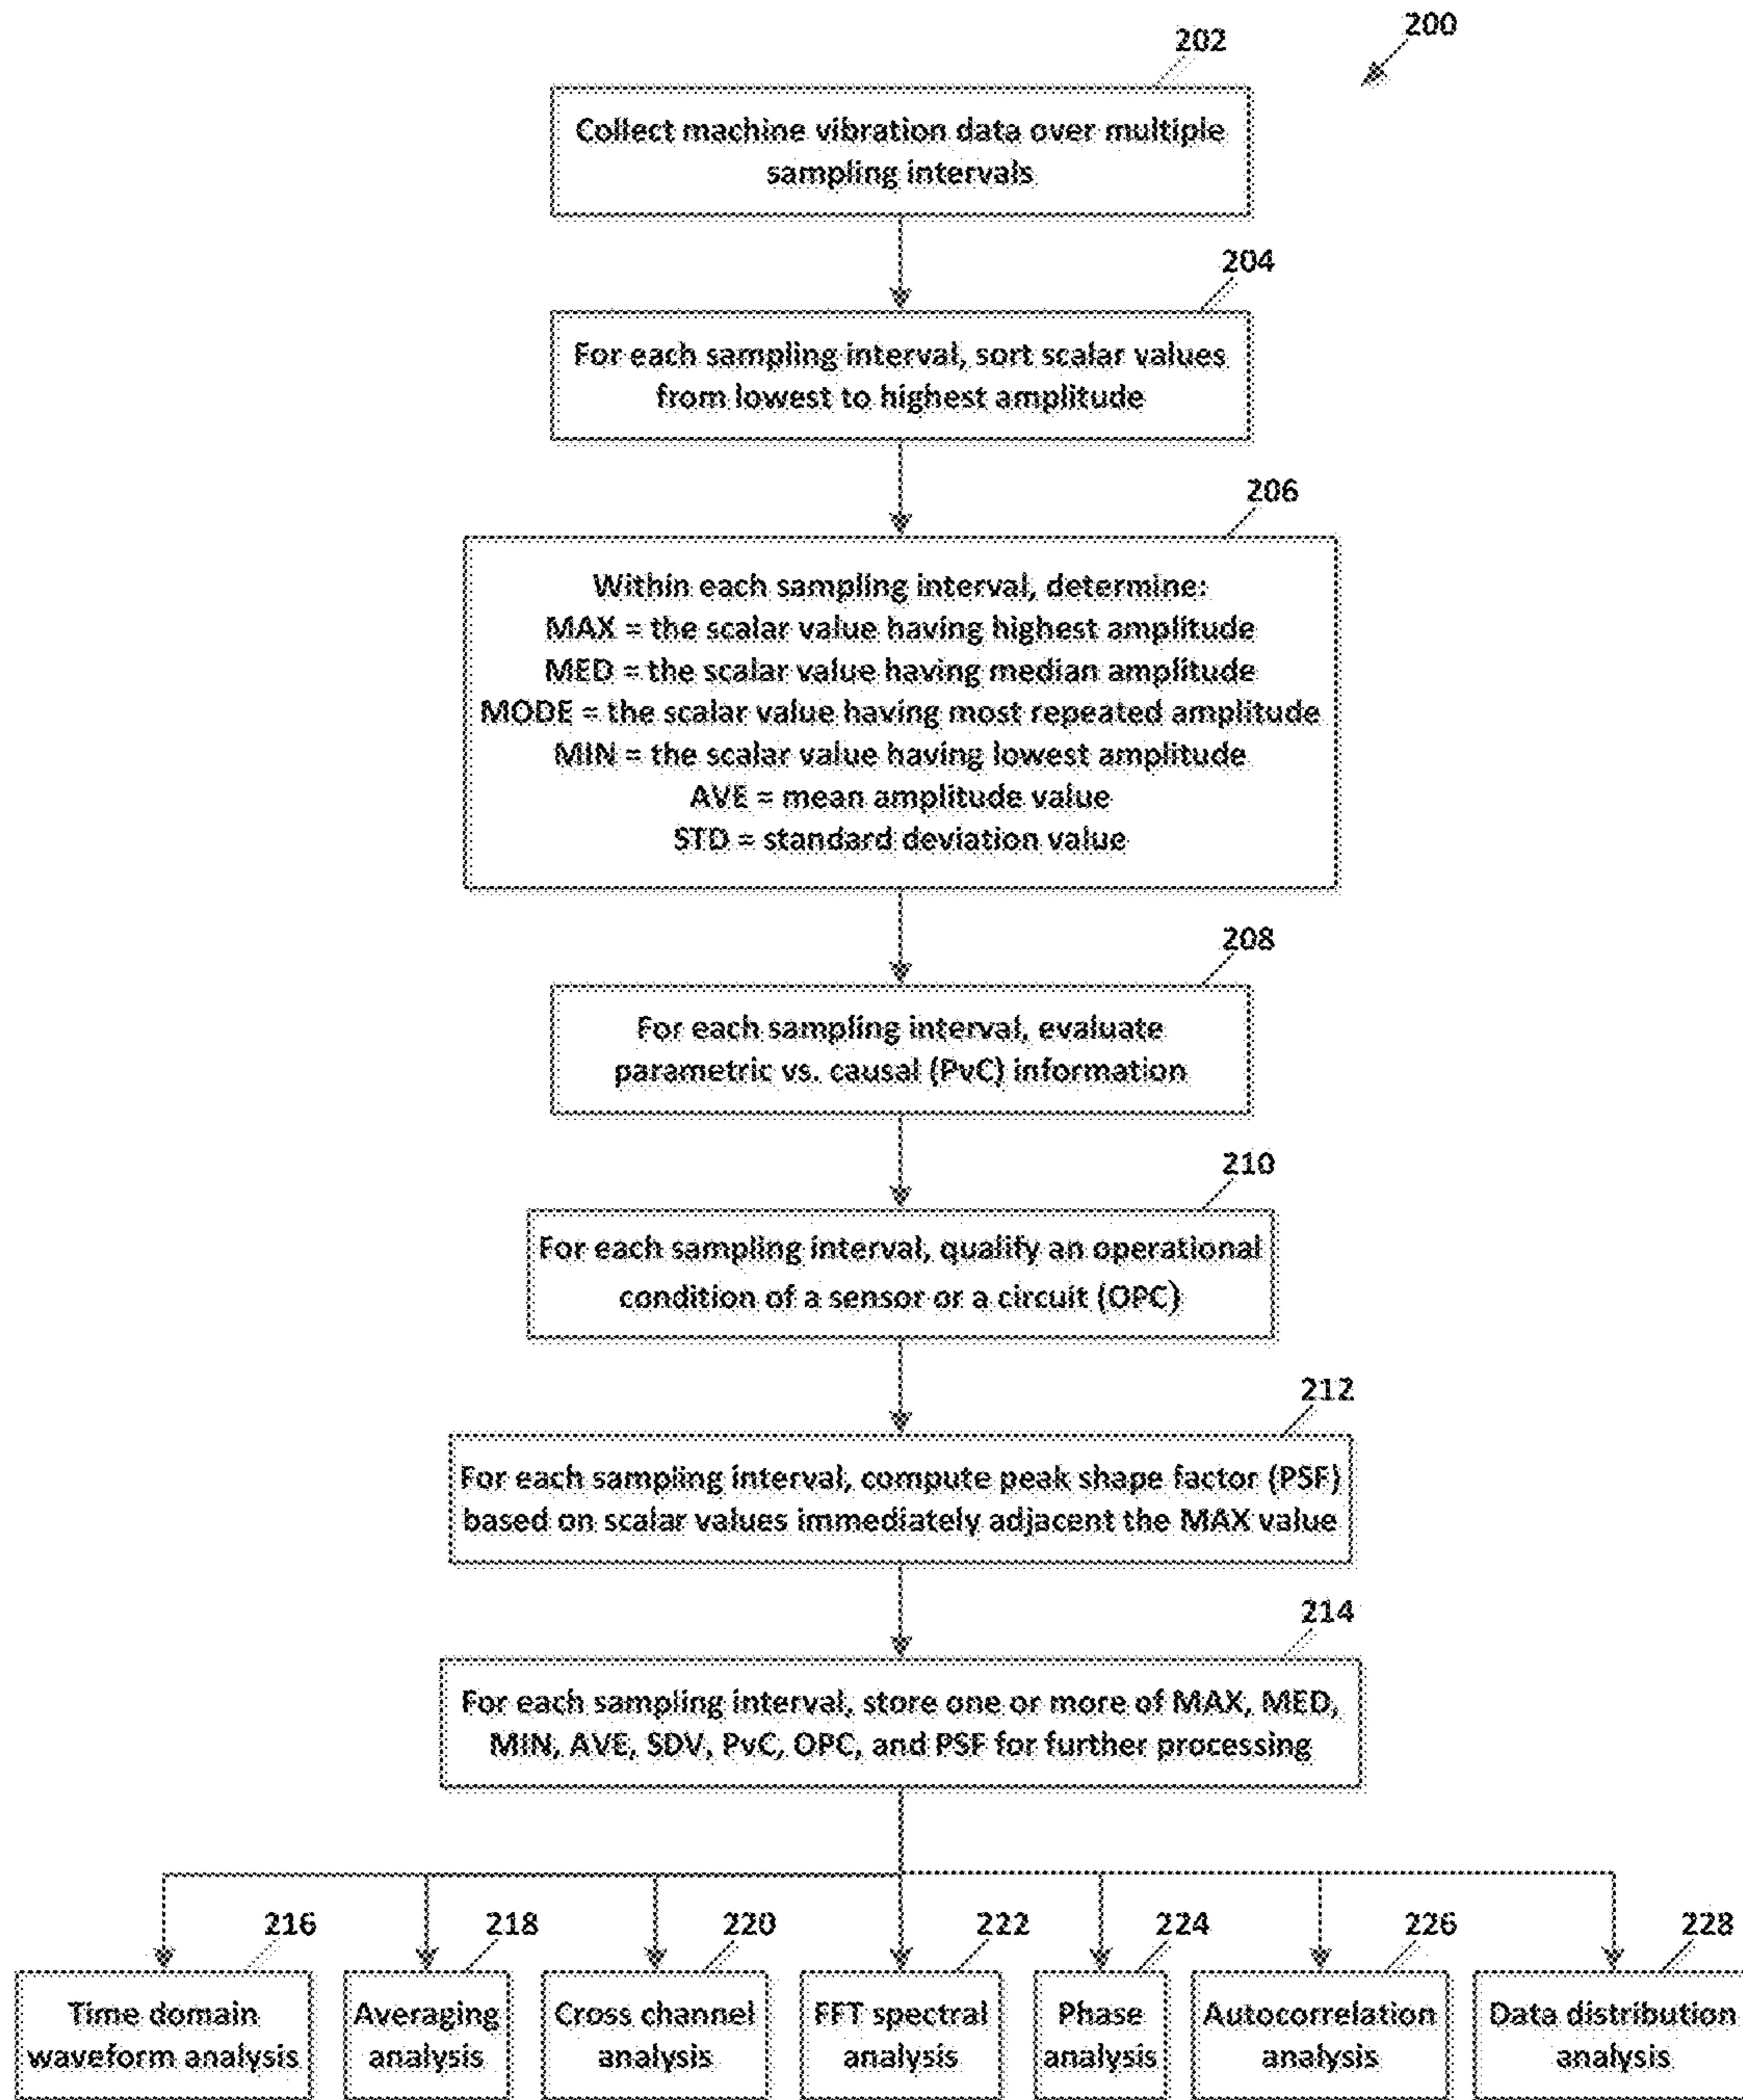 200
202
Collect machine vibration data over multiple
sampling intervals
204
For each sampling interval, sort scalar values
from lowest to highest amplitude
206
Within each sampling interval, determine:
MAX = the scalar value having highest amplitude
MED = the scalar value having median amplitude
MODE = the scalar value having most repeated amplitude
MIN = the scalar value having lowest amplitude
AVE = mean amplitude value
STD = standard deviation value
208
For each sampling interval, evaluate
parametric vs. causal (PvC) information
210
For each sampling interval, qualify an operational
condition of a sensor or a circuit (OPC)
212
For each sampling interval, compute peak shape factor (PSF)
based on scalar values immediately adjacent the MAX value
214
For each sampling interval, store one or more of MAX, MED,
MIN, AVE, SDV, PvC, OPC, and PSF for further processing
216
Time domain
waveform analysis
218
Averaging
analysis
220
Cross channel
analysis
222
FFT spectral
analysis
224
Phase
analysis
226
Autocorrelation
analysis
228
Data distribution
analysis